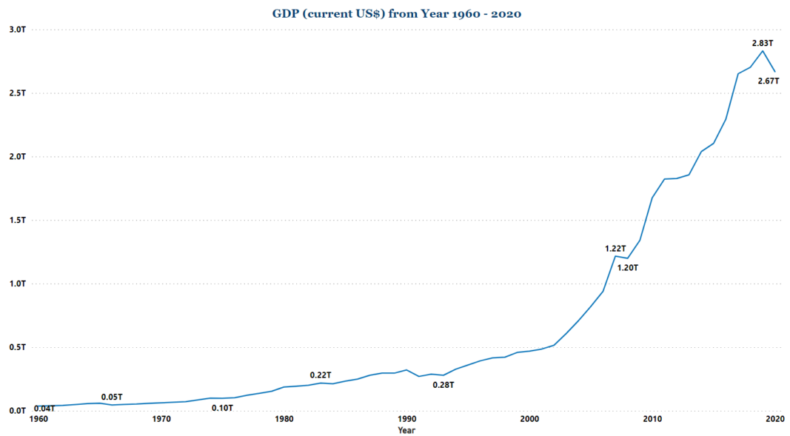 GDP (current US$) from Year 1960 - 2020
3.0T
2.83T
2.67T
2.5T
2.0T
1.5T
1.22T
1.20T
1.0T
0.5T
0.22T
0.28T
0.05T
0.10T
0.04T
0.0T
1960 1970 1980 1990 2000 2010 2020
Year